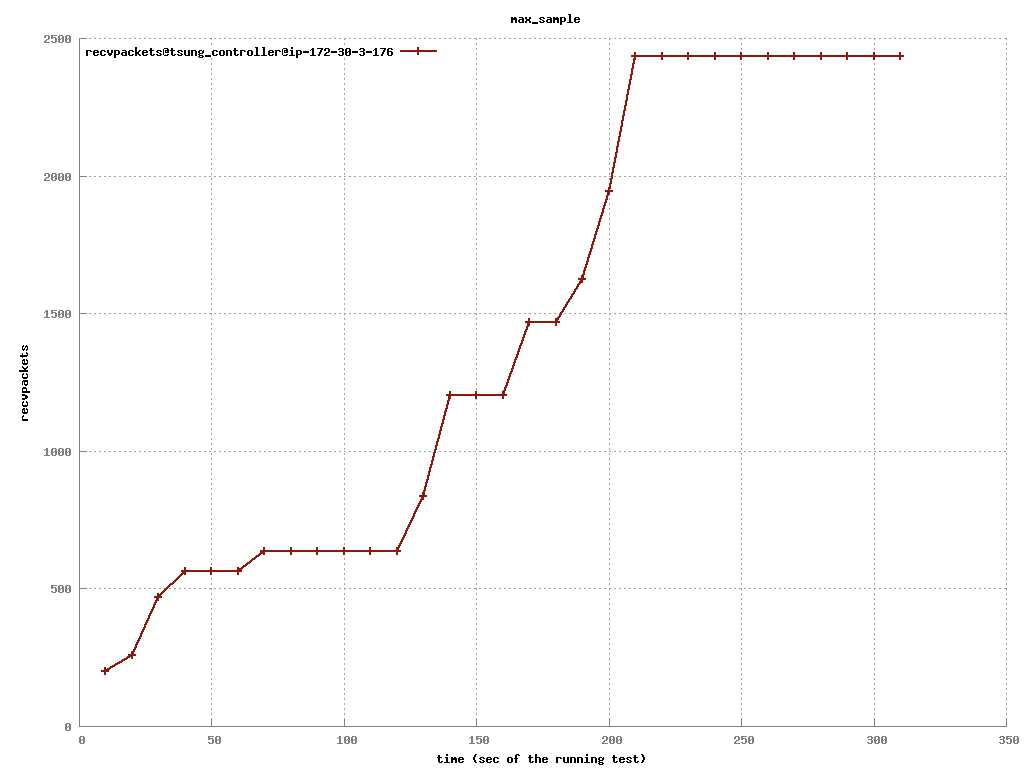 max_sample
recvpackets@tsung_controller@ip-172-30-3-176
2500
2000
1500
1000
500
0
recvpackets
0 50 100 150 200 250 300 350
time (sec of the running test)